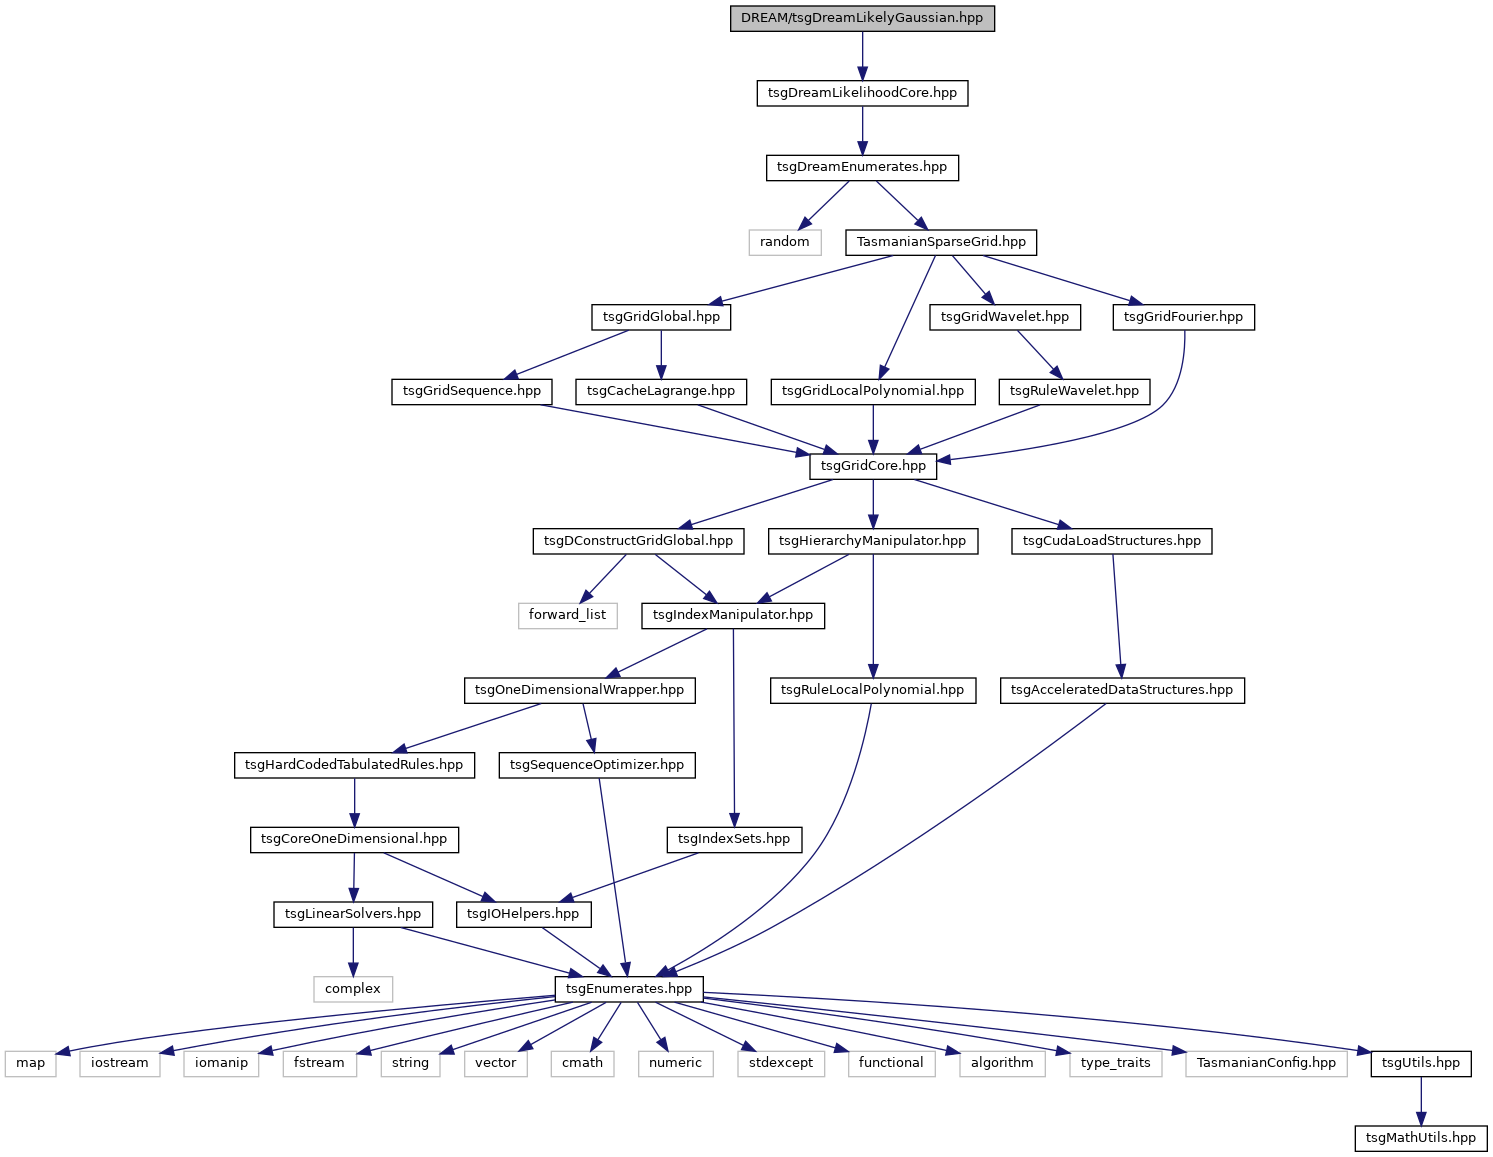 DREAM/tsgDreamLikelyGaussian.hpp
tsgDreamLikelihoodCore.hpp
tsgDreamEnumerates.hpp
random
TasmanianSparseGrid.hpp
tsgGridGlobal.hpp
tsgGridWavelet.hpp
tsgGridFourier.hpp
tsgGridSequence.hpp
tsgCacheLagrange.hpp
tsgGridLocalPolynomial.hpp
tsgRuleWavelet.hpp
tsgGridCore.hpp
tsgDConstructGridGlobal.hpp
tsgHierarchyManipulator.hpp
tsgCudaLoadStructures.hpp
forward_list
tsgIndexManipulator.hpp
tsgOneDimensionalWrapper.hpp
tsgRuleLocalPolynomial.hpp
tsgAcceleratedDataStructures.hpp
tsgHardCodedTabulatedRules.hpp
tsgSequenceOptimizer.hpp
tsgCoreOneDimensional.hpp
tsgIndexSets.hpp
tsgLinearSolvers.hpp
tsgIOHelpers.hpp
complex
tsgEnumerates.hpp
map
iostream
iomanip
fstream
string
vector
cmath
numeric
stdexcept
functional
algorithm
type_traits
TasmanianConfig.hpp
tsgUtils.hpp
tsgMathUtils.hpp